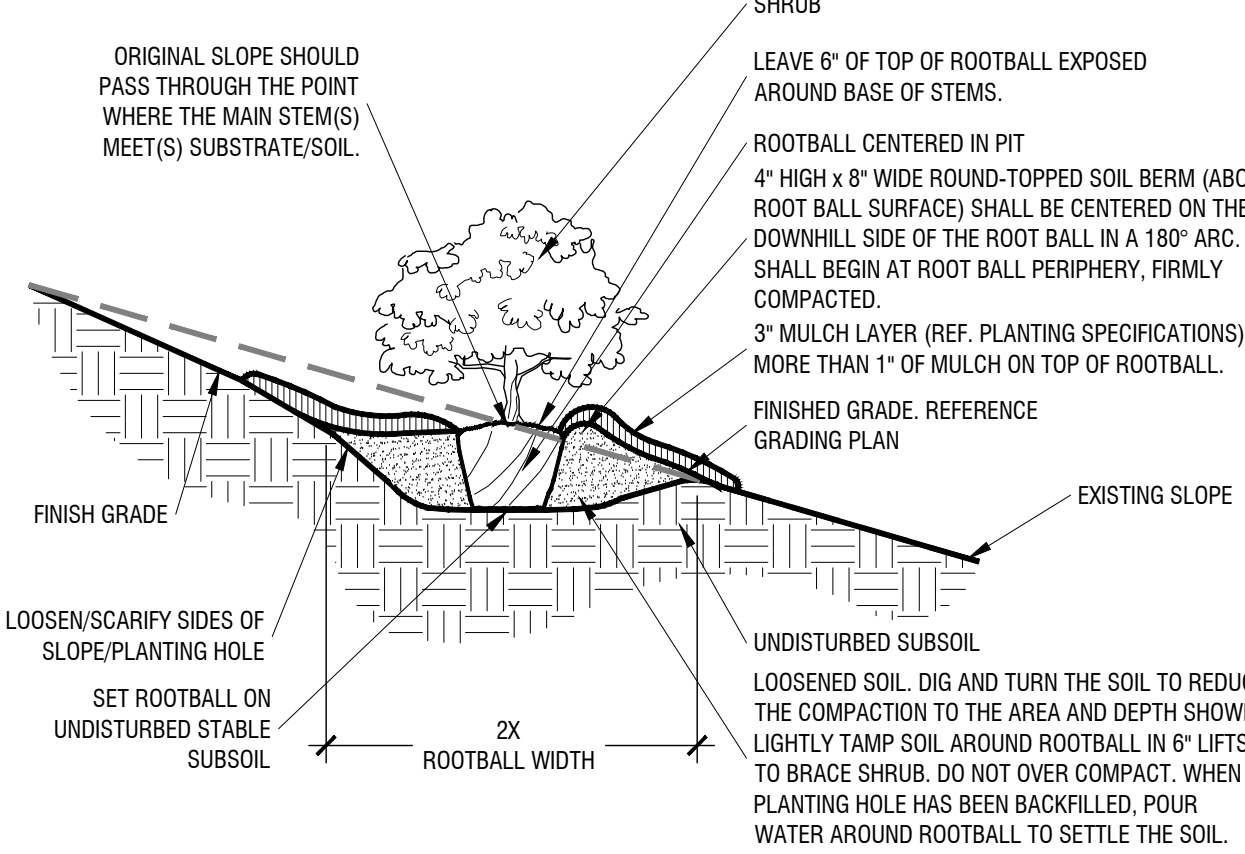 SHRUB
ORIGINAL SLOPE SHOULD
PASS THROUGH THE POINT
WHERE THE MAIN STEM(S)
MEET(S) SUBSTRATE/SOIL.
LEAVE 6" OF TOP OF ROOTBALL EXPOSED
AROUND BASE OF STEMS.
ROOTBALL CENTERED IN PIT
4" HIGH x 8" WIDE ROUND-TOPPED SOIL BERM
ROOT BALL SURFACE) SHALL BE CENTERED ON THE
DOWNHILL SIDE OF THE ROOT BALL IN A 180° ARC.
SHALL BEGIN AT ROOT BALL PERIPHERY, FIRMLY
COMPACTED.
3" MULCH LAYER (REF. PLANTING SPECIFICATIONS)
MORE THAN 1" OF MULCH ON TOP OF ROOTBALL.
FINISHED GRADE. REFERENCE
GRADING PLAN
EXISTING SLOPE
FINISH GRADE
LOOSEN/SCARIFY SIDES OF
SLOPE/PLANTING HOLE
SET ROOTBALL ON
UNDISTURBED STABLE
SUBSOIL
2X
ROOTBALL WIDTH
UNDISTURBED SUBSOIL
LOOSENED SOIL. DIG AND TURN THE SOIL TO
THE COMPACTION TO THE AREA AND DEPTH
LIGHTLY TAMP SOIL AROUND ROOTBALL IN 6" LIFTS
TO BRACE SHRUB. DO NOT OVER COMPACT. WHEN
PLANTING HOLE HAS BEEN BACKFILLED, POUR
WATER AROUND ROOTBALL TO SETTLE THE SOIL.